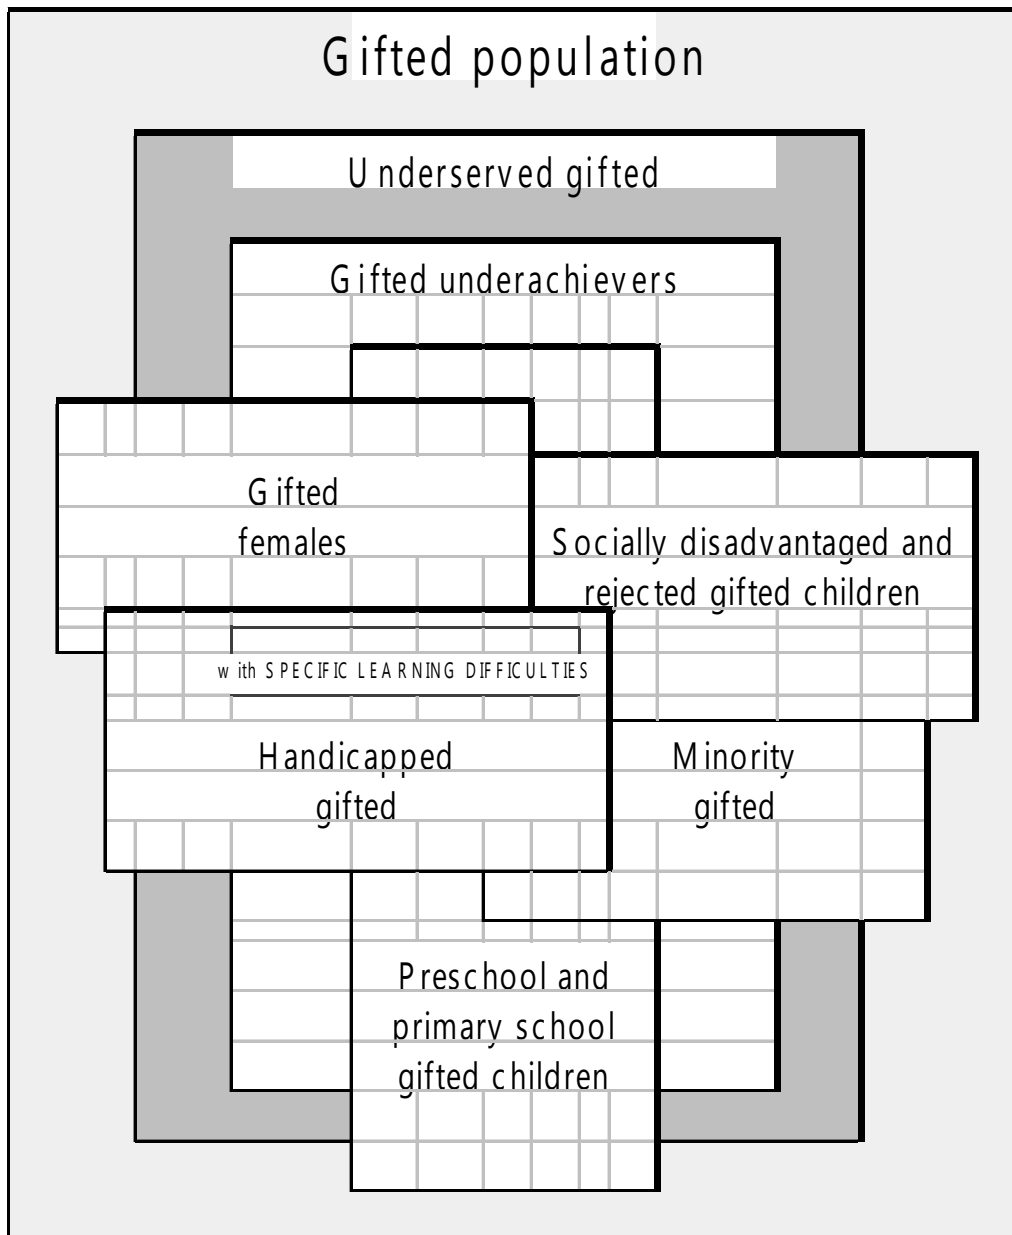 Gifted population
Underserved gifted
Gifted underachievers
Gifted
females
Socially disadvantaged and
rejected gifted children
with SPECIFIC LEARNING DIFFICULTIES
Handicapped
gifted
Minority
gifted
Preschool and
primary school
gifted children